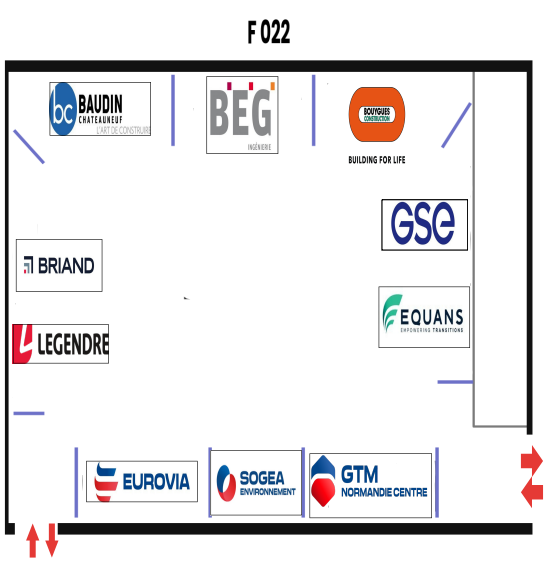 F 022
bc
BAUDIN
CHATEAUNEUF
L'ART DE CONSTRUIRE
BEG
INGÉNIERIE
BOUYGUES
CONSTRUCTION
BUILDING FOR LIFE
GSE
BRIAND
EQUANS
EMPOWERING TRANSITIONS
LEGENDRE
EUROVIA
SOGEA
ENVIRONNEMENT
GTM
NORMANDIE CENTRE